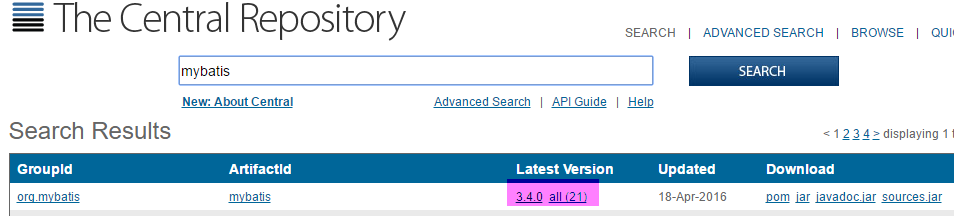 The Central Repository
SEARCH | ADVANCED SEARCH | BROWSE | QUI
mybatis
SEARCH
New: About Central
Advanced Search | API Guide | Help
Search Results
< 1 2 3 4 > displaying 1 t
GroupId ArtifactId Latest Version Updated Download
org.mybatis mybatis 3.4.0 all (21) 18-Apr-2016 pom jar javadoc.jar sources.jar